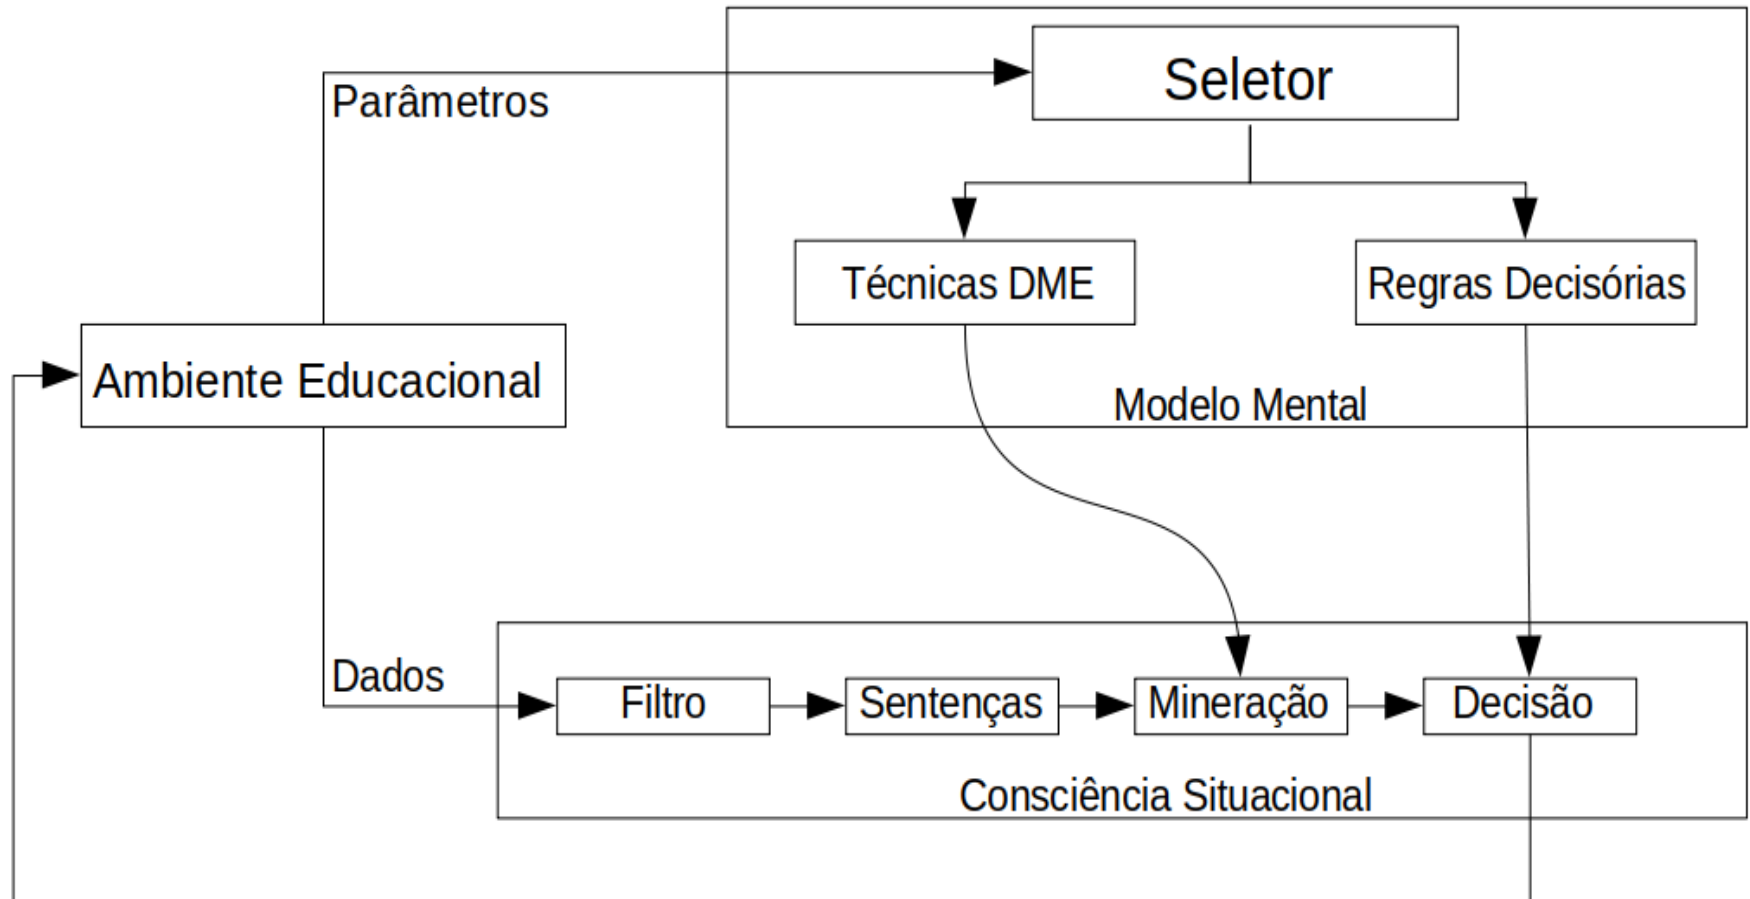 Seletor
Parâmetros
Técnicas DME
Regras Decisórias
Ambiente Educacional
Modelo Mental
Dados
Filtro
Sentenças
Mineração
Decisão
Consciência Situacional